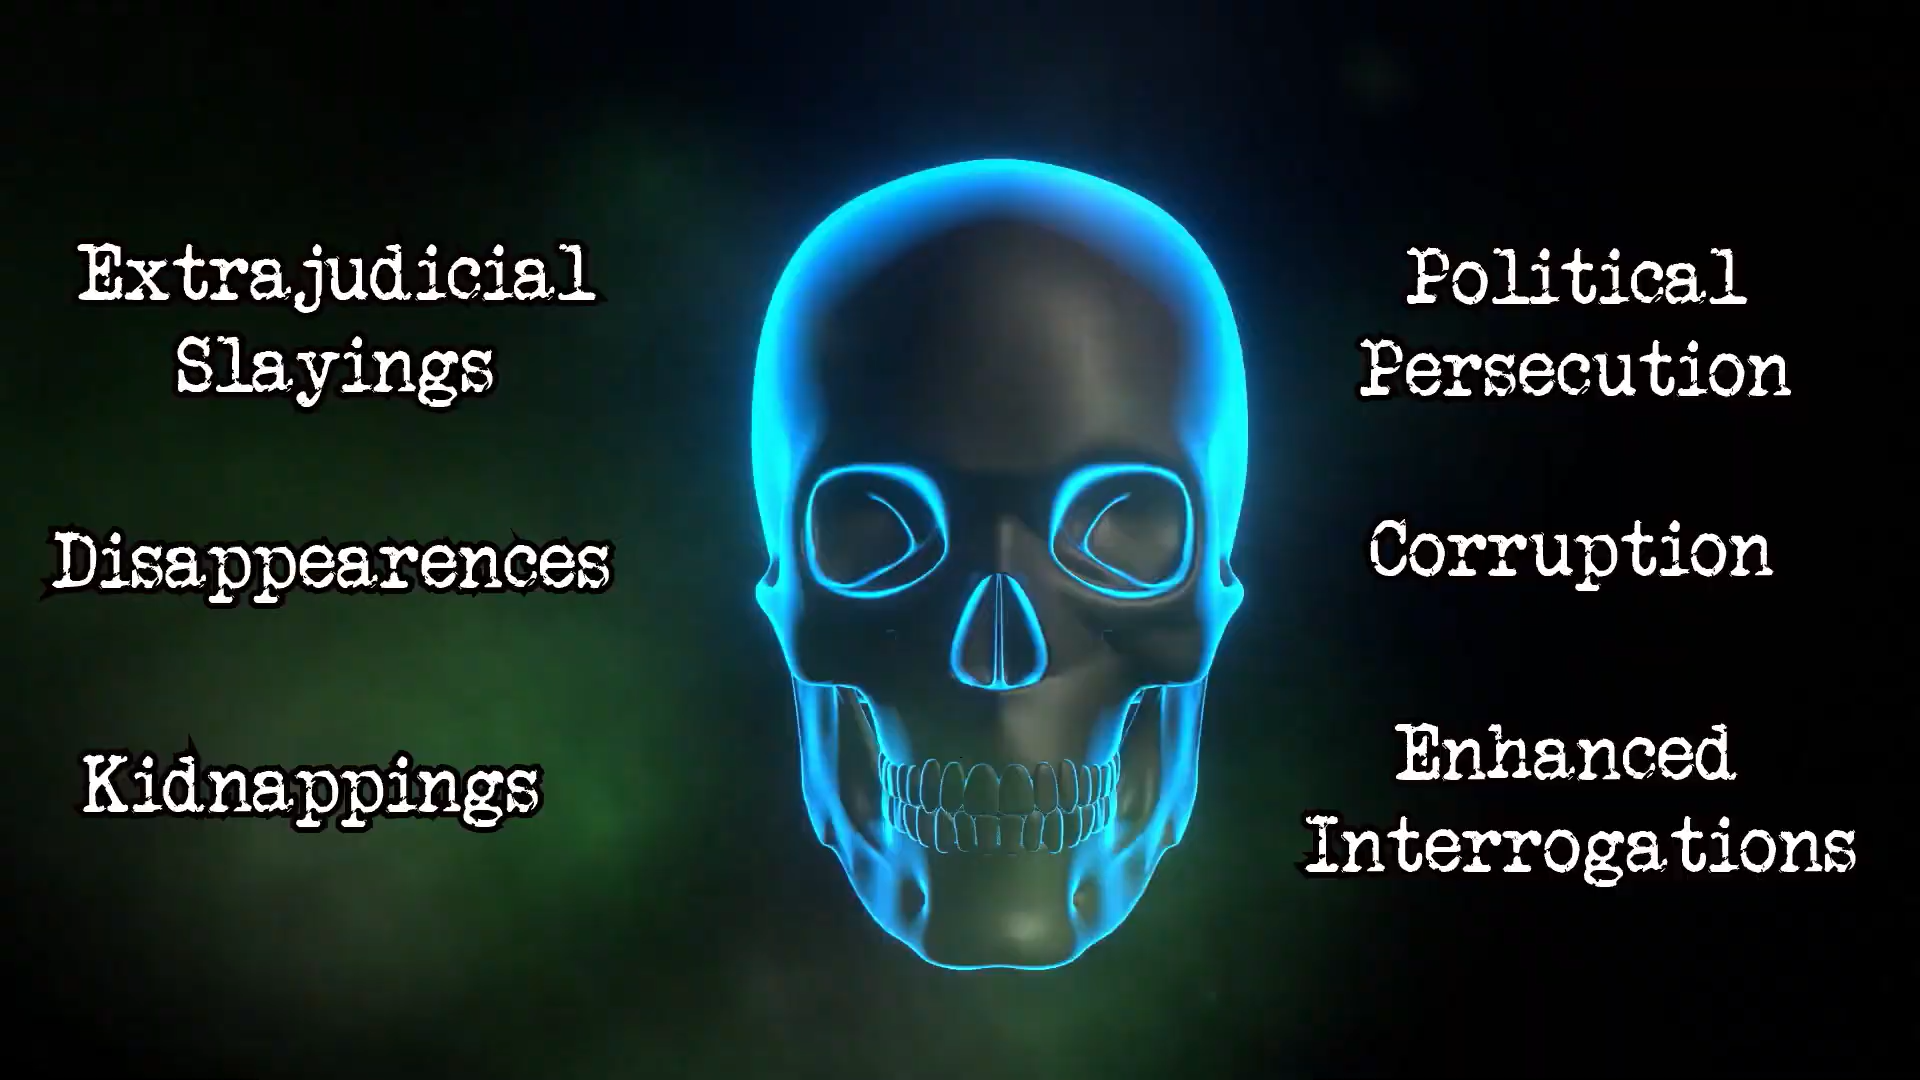 Extrajudicial
Slayings
Disappearences
Kidnappings
Political
Persecution
Corruption
Enhanced
Interrogations